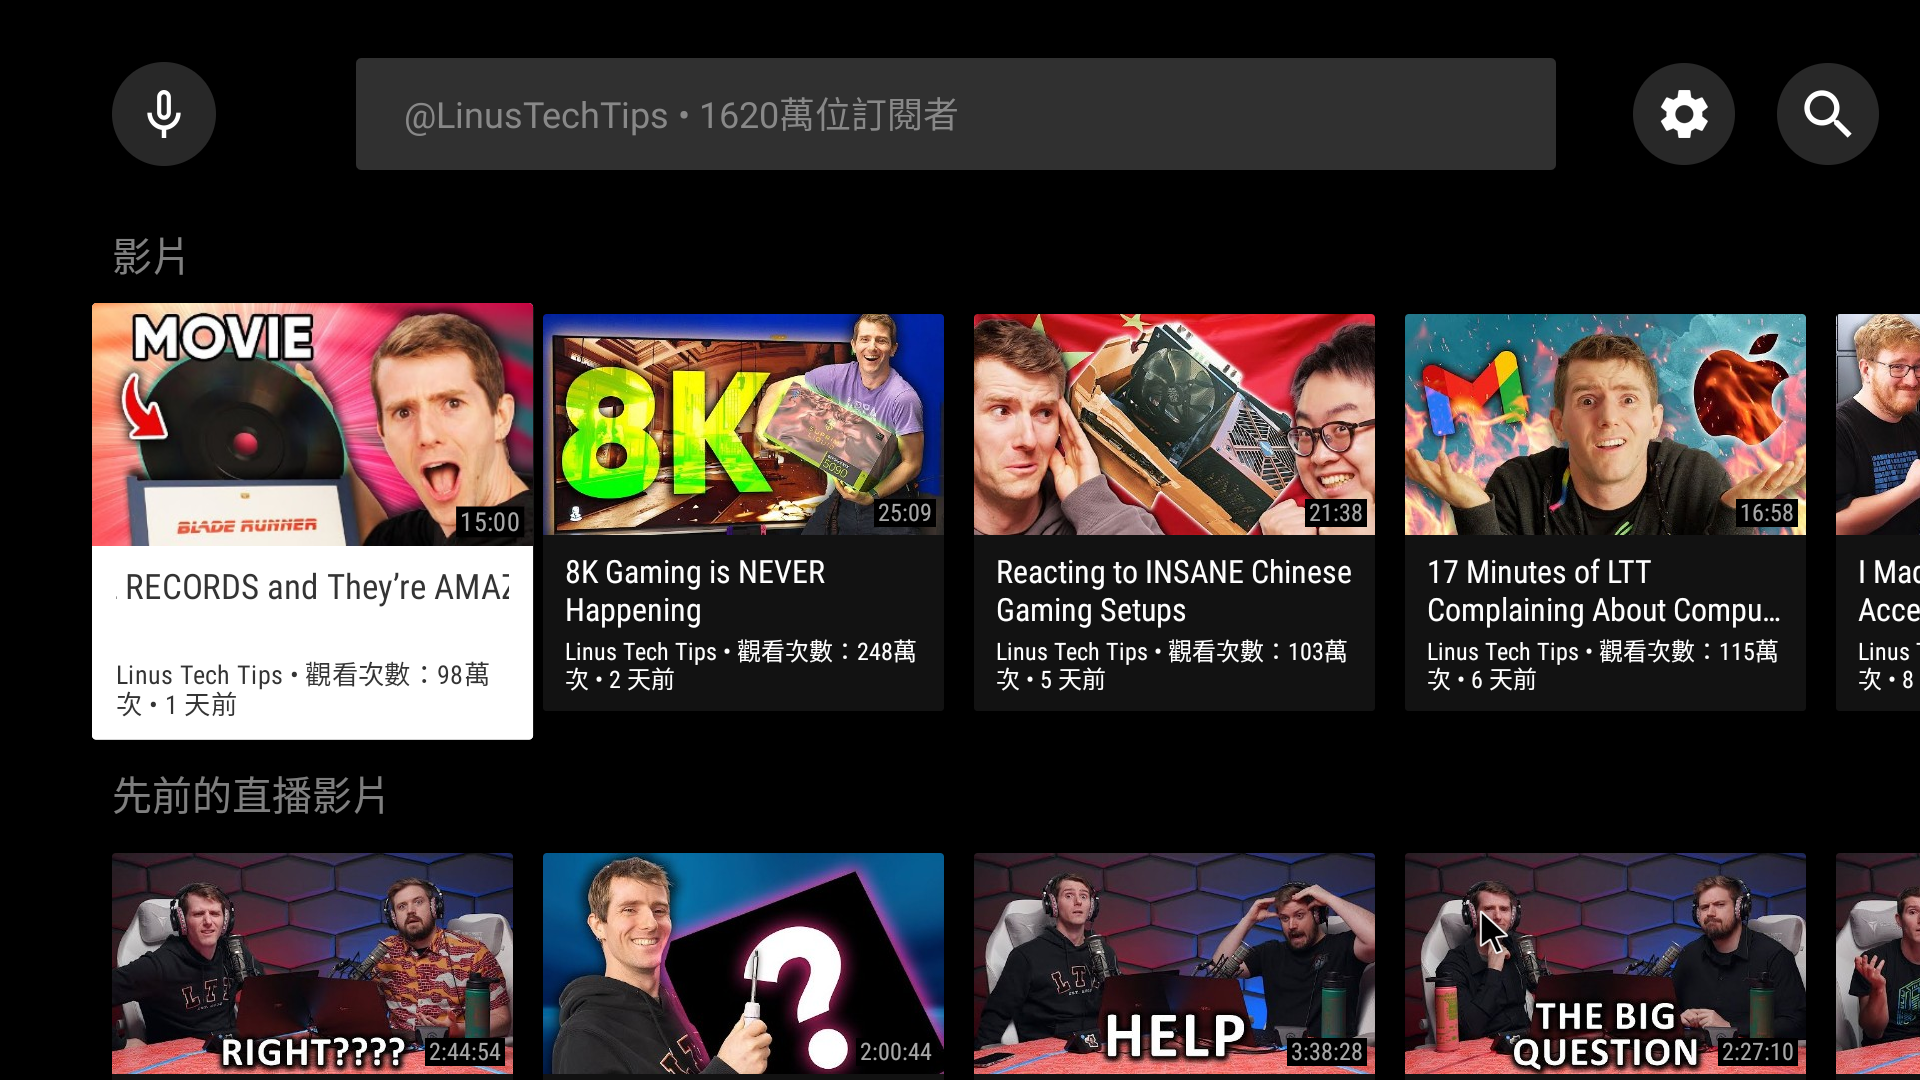 @LinusTechTips • 1620萬位訂閱者
影片
MOVIE
BLADE RUNNER
15:00
RECORDS and They’re AMAZ
Linus Tech Tips • 觀看次數：98萬
次 • 1 天前
8K
5090
25:09
8K Gaming is NEVER
Happening
Linus Tech Tips • 觀看次數：248萬
次 • 2 天前
21:38
Reacting to INSANE Chinese
Gaming Setups
Linus Tech Tips • 觀看次數：103萬
次 • 5 天前
16:58
17 Minutes of LTT
Complaining About Compu…
Linus Tech Tips • 觀看次數：115萬
次 • 6 天前
I Mac
Acce
Linus T
次 • 8
先前的直播影片
RIGHT????
2:44:54
?
2:00:44
LTT
HELP
3:38:28
THE BIG
QUESTION
2:27:10